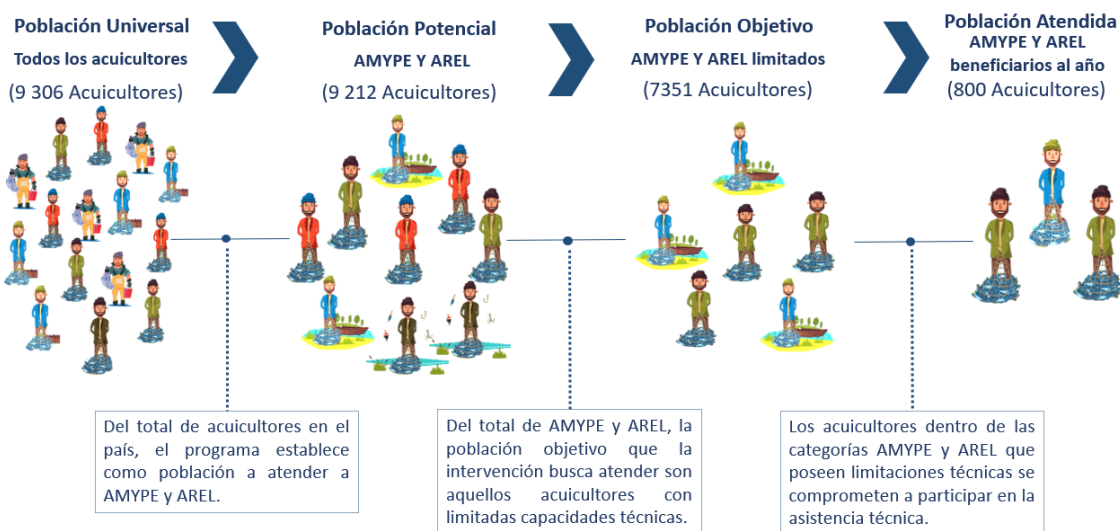 Población Universal
Todos los acuicultores
(9 306 Acuicultores)
Población Potencial
AMYPE Y AREL
(9 212 Acuicultores)
Población Objetivo
AMYPE Y AREL limitados
(7351 Acuicultores)
Población Atendida
AMYPE Y AREL
beneficiarios al año
(800 Acuicultores)
Del total de acuicultores en el
país, el programa establece
como población a atender a
AMYPE y AREL.
Del total de AMYPE y AREL, la
población objetivo que la
intervención busca atender son
aquellos acuicultores con
limitadas capacidades técnicas.
Los acuicultores dentro de las
categorías AMYPE y AREL que
poseen limitaciones técnicas se
comprometen a participar en la
asistencia técnica.